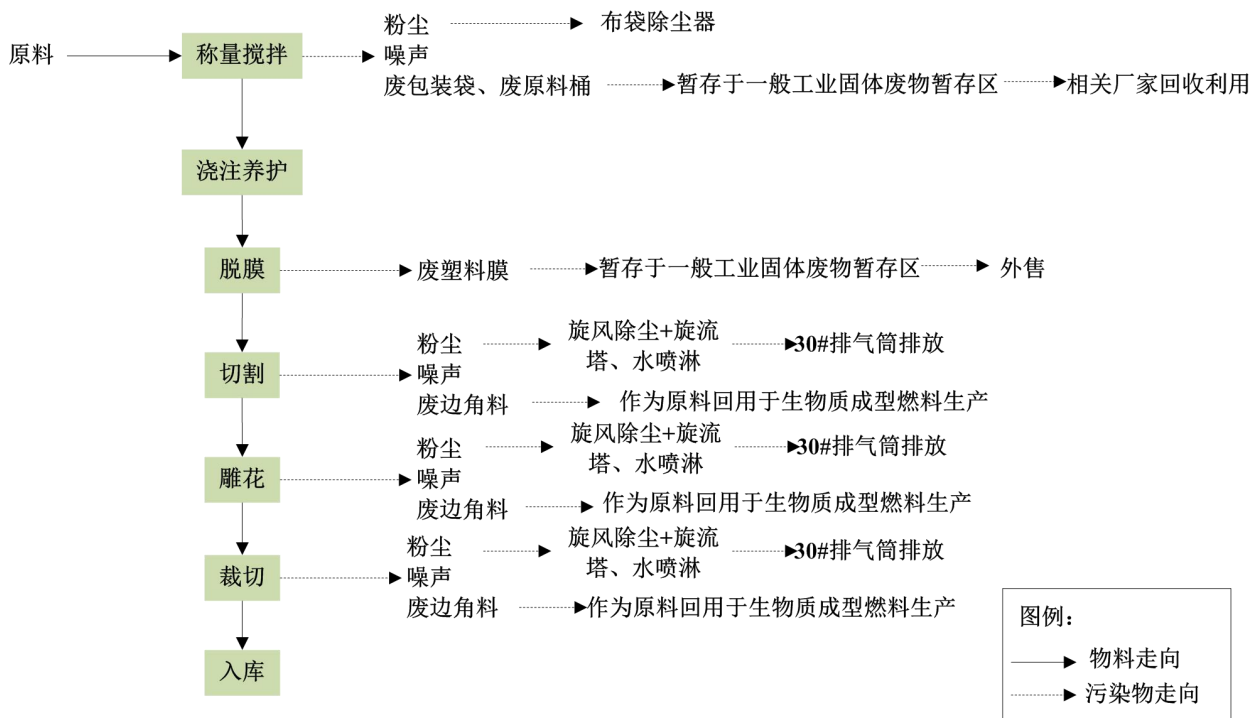 粉尘
布袋除尘器
原料
称量搅拌
噪声
废包装袋、废原料桶
暂存于一般工业固体废物暂存区
相关厂家回收利用
浇注养护
脱膜
废塑料膜
暂存于一般工业固体废物暂存区
外售
粉尘
旋风除尘+旋流
塔、水喷淋
30#排气筒排放
切割
噪声
废边角料
作为原料回用于生物质成型燃料生产
粉尘
旋风除尘+旋流
塔、水喷淋
30#排气筒排放
雕花
噪声
废边角料
作为原料回用于生物质成型燃料生产
粉尘
旋风除尘+旋流
塔、水喷淋
30#排气筒排放
裁切
噪声
废边角料
作为原料回用于生物质成型燃料生产
入库
图例：
物料走向
污染物走向